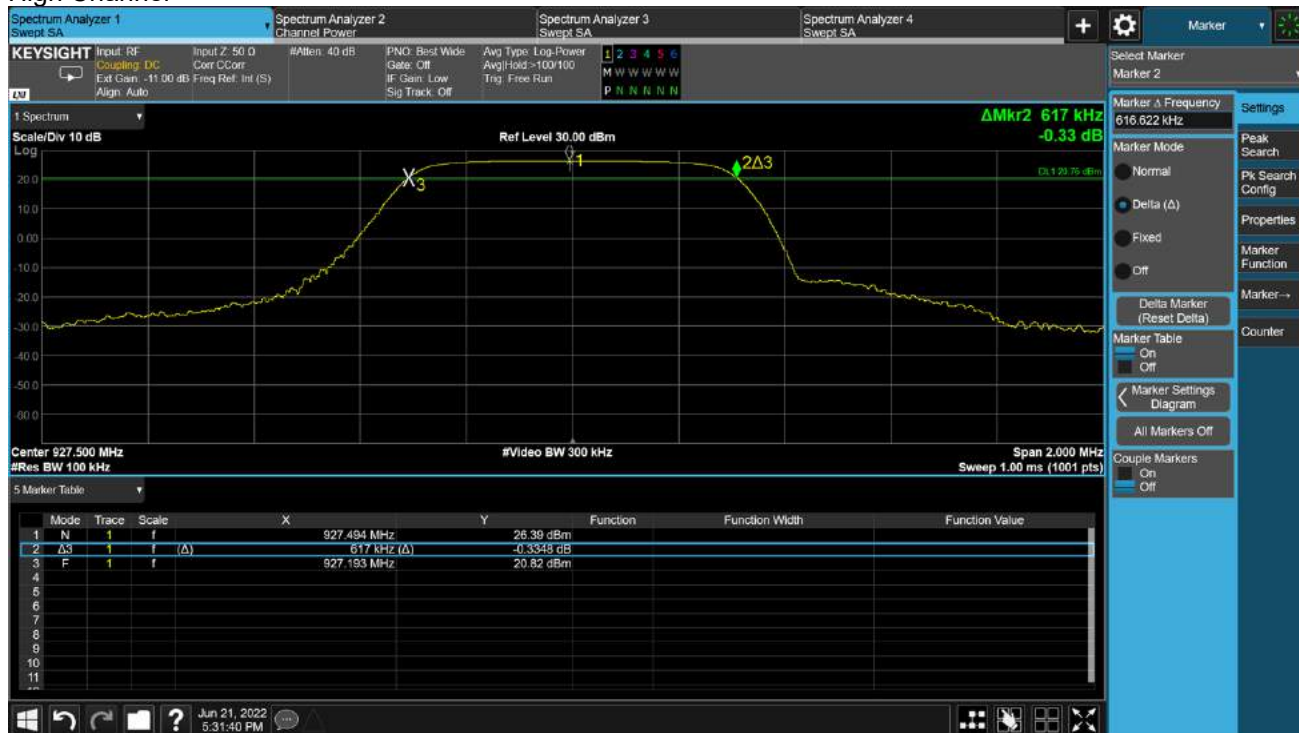 High Channel
Spectrum Analyzer 1
Swept SA
Spectrum Analyzer 2
Channel Power
Spectrum Analyzer 3
Swept SA
Spectrum Analyzer 4
Swept SA
+
Marker
KEYSIGHT
LXI
Input: RF
Coupling: DC
Ext Gain: -11.00 dB
Align: Auto
Input Z: 50 Ω
Corr CCorr
Freq Ref: Int (S)
#Atten: 40 dB
PNO: Best Wide
Gate: Off
IF Gain: Low
Sig Track: Off
Avg Type: Log-Power
Avg|Hold:>100/100
Trig: Free Run
1 2 3 4 5 6
M W W W W W
P N N N N N
Select Marker
Marker 2
1 Spectrum
Scale/Div 10 dB
Log
Ref Level 30.00 dBm
ΔMkr2 617 kHz
-0.33 dB
1
2Δ3
3
DL1 20.76 dBm
20.0
10.0
0.00
-10.0
-20.0
-30.0
-40.0
-50.0
-60.0
Center 927.500 MHz
#Res BW 100 kHz
#Video BW 300 kHz
Span 2.000 MHz
Sweep 1.00 ms (1001 pts)
Marker Δ Frequency
616.622 kHz
Marker Mode
Normal
Delta (Δ)
Fixed
Off
Delta Marker
(Reset Delta)
Marker Table
On
Off
Marker Settings
Diagram
All Markers Off
Couple Markers
On
Off
Settings
Peak
Search
Pk Search
Config
Properties
Marker
Function
Marker→
Counter
5 Marker Table
Mode Trace Scale X Y Function Function Width Function Value
1 N 1 f 927.494 MHz 26.39 dBm
2 Δ3 1 f (Δ) 617 kHz (Δ) -0.3348 dB
3 F 1 f 927.193 MHz 20.82 dBm
4
5
6
7
8
9
10
11
?
Jun 21, 2022
5:31:40 PM